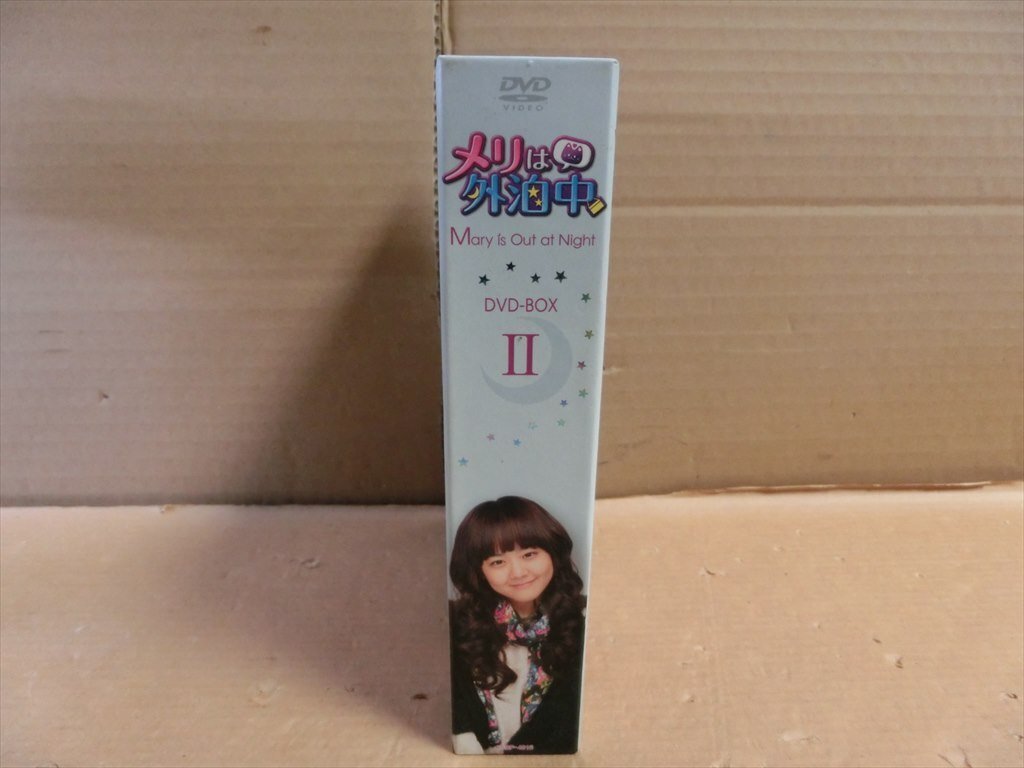 DVD
VIDEO
メリは
外泊中
Mary is Out at Night
DVD-BOX
II